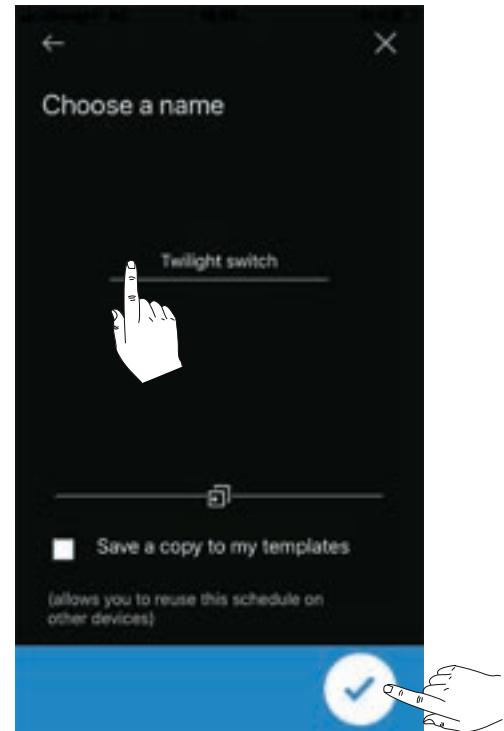 Choose a name
Twilight switch
Save a copy to my templates
(allows you to reuse this schedule on
other devices)